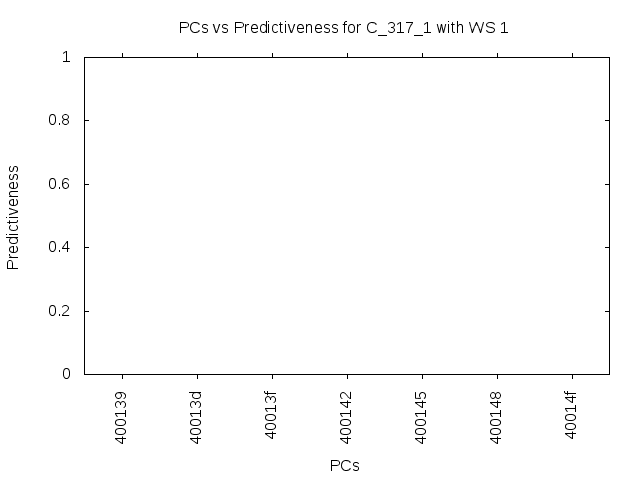 PCs vs Predictiveness for C_317_1 with WS 1
1
0.8
0.6
0.4
0.2
0
Predictiveness
400139
40013d
40013f
400142
400145
400148
40014f
PCs